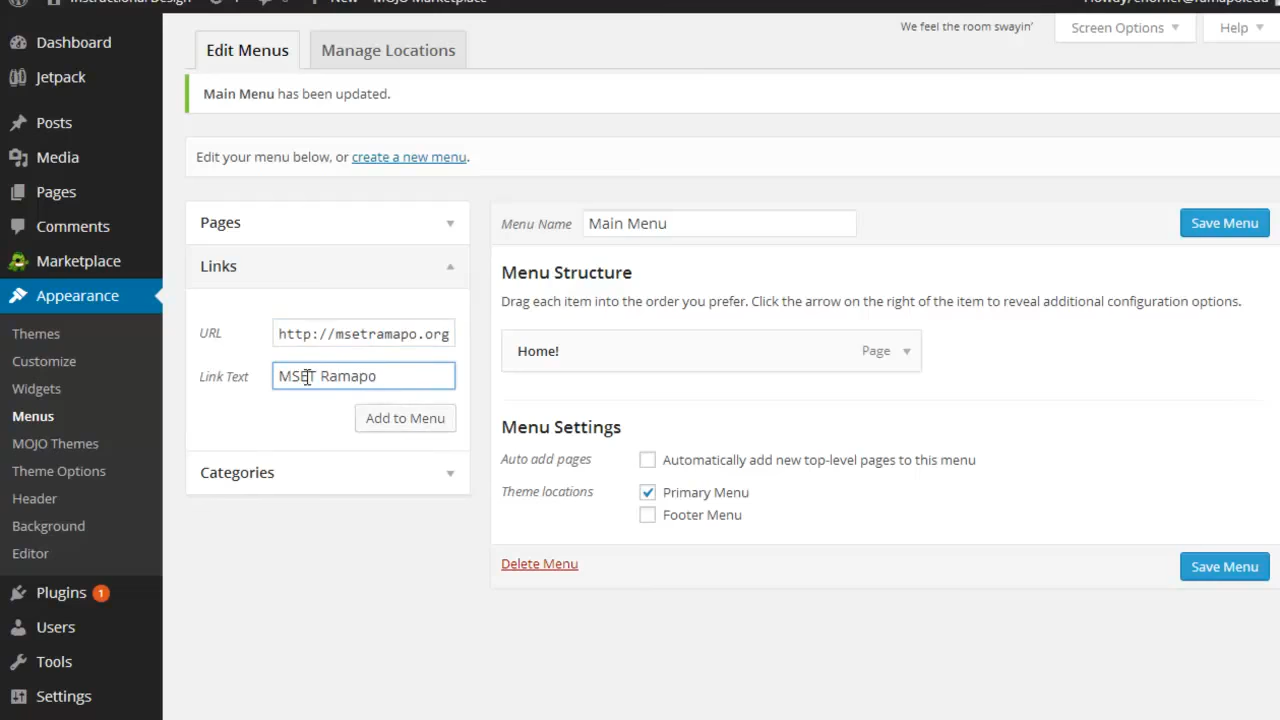 Instructional Design
New
MOJO Marketplace
Dashboard
Jetpack
Posts
Media
Pages
Comments
Marketplace
Appearance
Themes
Customize
Widgets
Menus
MOJO Themes
Theme Options
Header
Background
Editor
Plugins 1
Users
Tools
Settings
We feel the room swayin’
Screen Options
Help
Edit Menus
Manage Locations
Main Menu has been updated.
Edit your menu below, or create a new menu.
Pages
Links
URL http://msetramapo.org
Link Text MSET Ramapo
Add to Menu
Categories
Menu Name Main Menu
Save Menu
Menu Structure
Drag each item into the order you prefer. Click the arrow on the right of the item to reveal additional configuration options.
Home! Page
Menu Settings
Auto add pages Automatically add new top-level pages to this menu
Theme locations Primary Menu
Footer Menu
Delete Menu
Save Menu